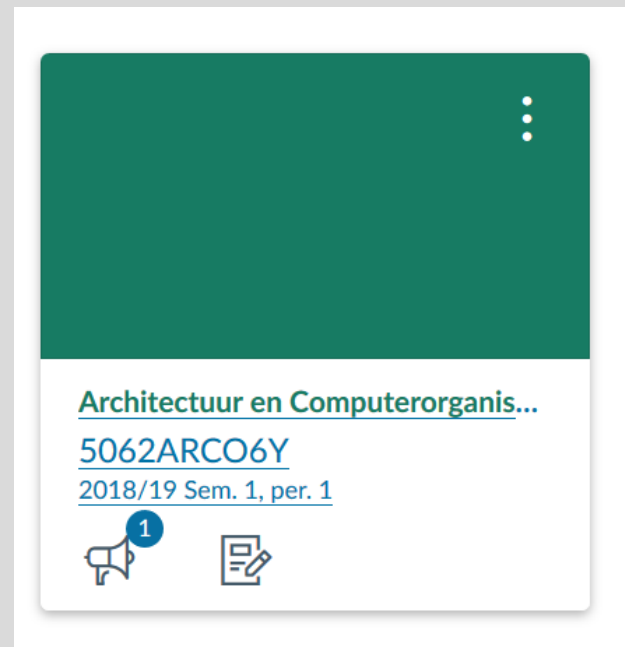 Architectuur en Computerorganis...
5062ARCO6Y
2018/19 Sem. 1, per. 1
1